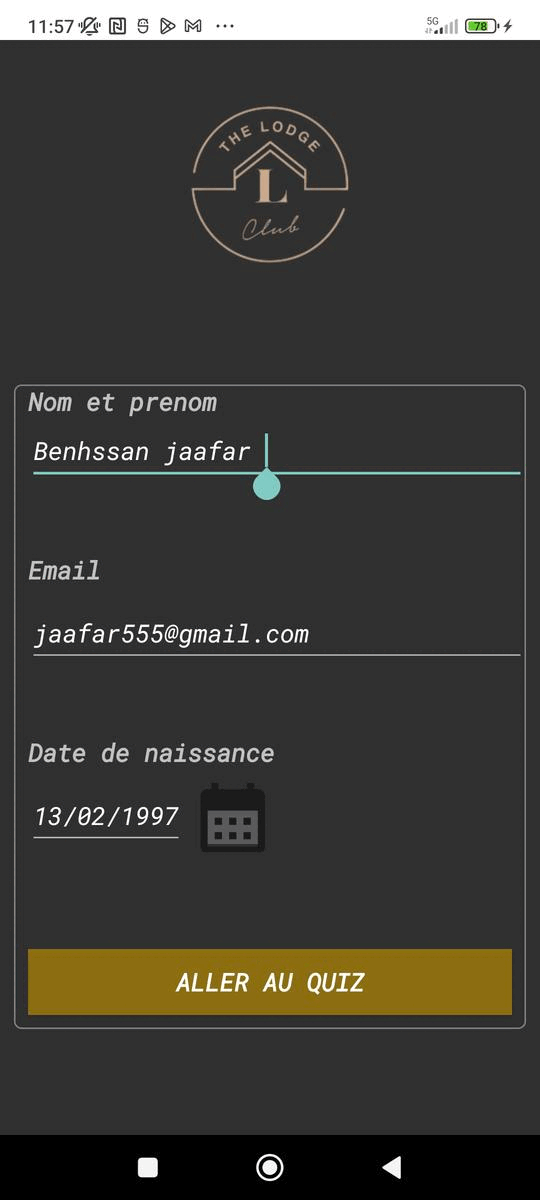 11:57
5G
78
THE LODGE
L
Club
Nom et prenom
Benhssan jaafar
Email
jaafar555@gmail.com
Date de naissance
13/02/1997
ALLER AU QUIZ